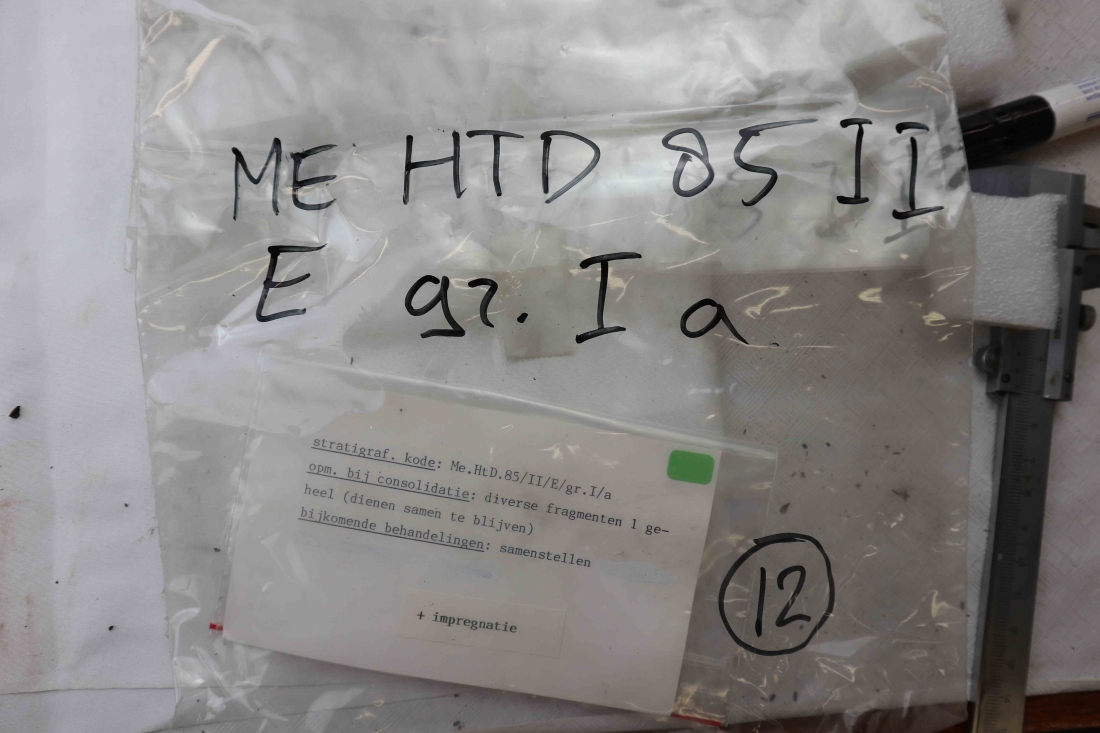 ME HTD 85 II
E gr. I a
stratigraf. kode: Me.HtD.85/II/E/gr.I/a
opm. bij consolidatie: diverse fragmenten 1 ge-
heel (dienen samen te blijven)
bijkomende behandelingen: samenstellen
+ impregnatie
12